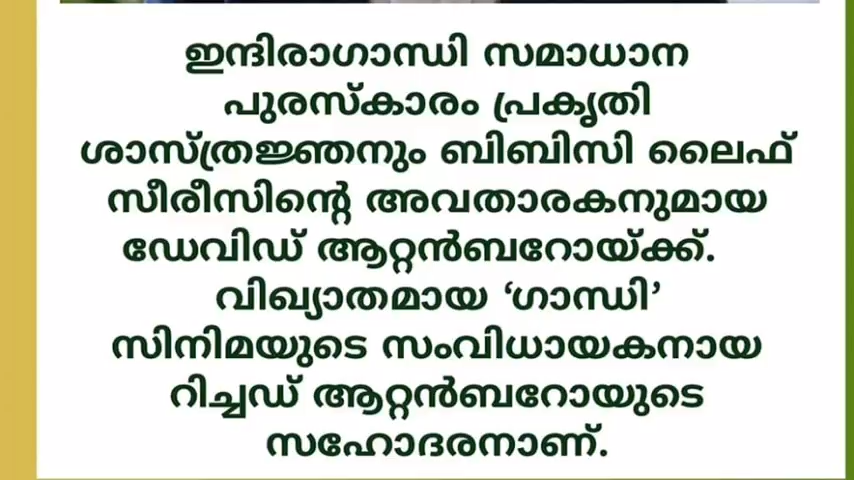 ഇന്ദിരാഗാന്ധി സമാധാന
പുരസ്കാരം പ്രകൃതി
ശാസ്ത്രജ്ഞനും ബിബിസി ലൈഫ്
സീരീസിന്റെ അവതാരകനുമായ
ഡേവിഡ് ആറ്റൻബറോയ്ക്ക്.
വിഖ്യാതമായ ‘ഗാന്ധി’
സിനിമയുടെ സംവിധായകനായ
റിച്ചഡ് ആറ്റൻബറോയുടെ
സഹോദരനാണ്.